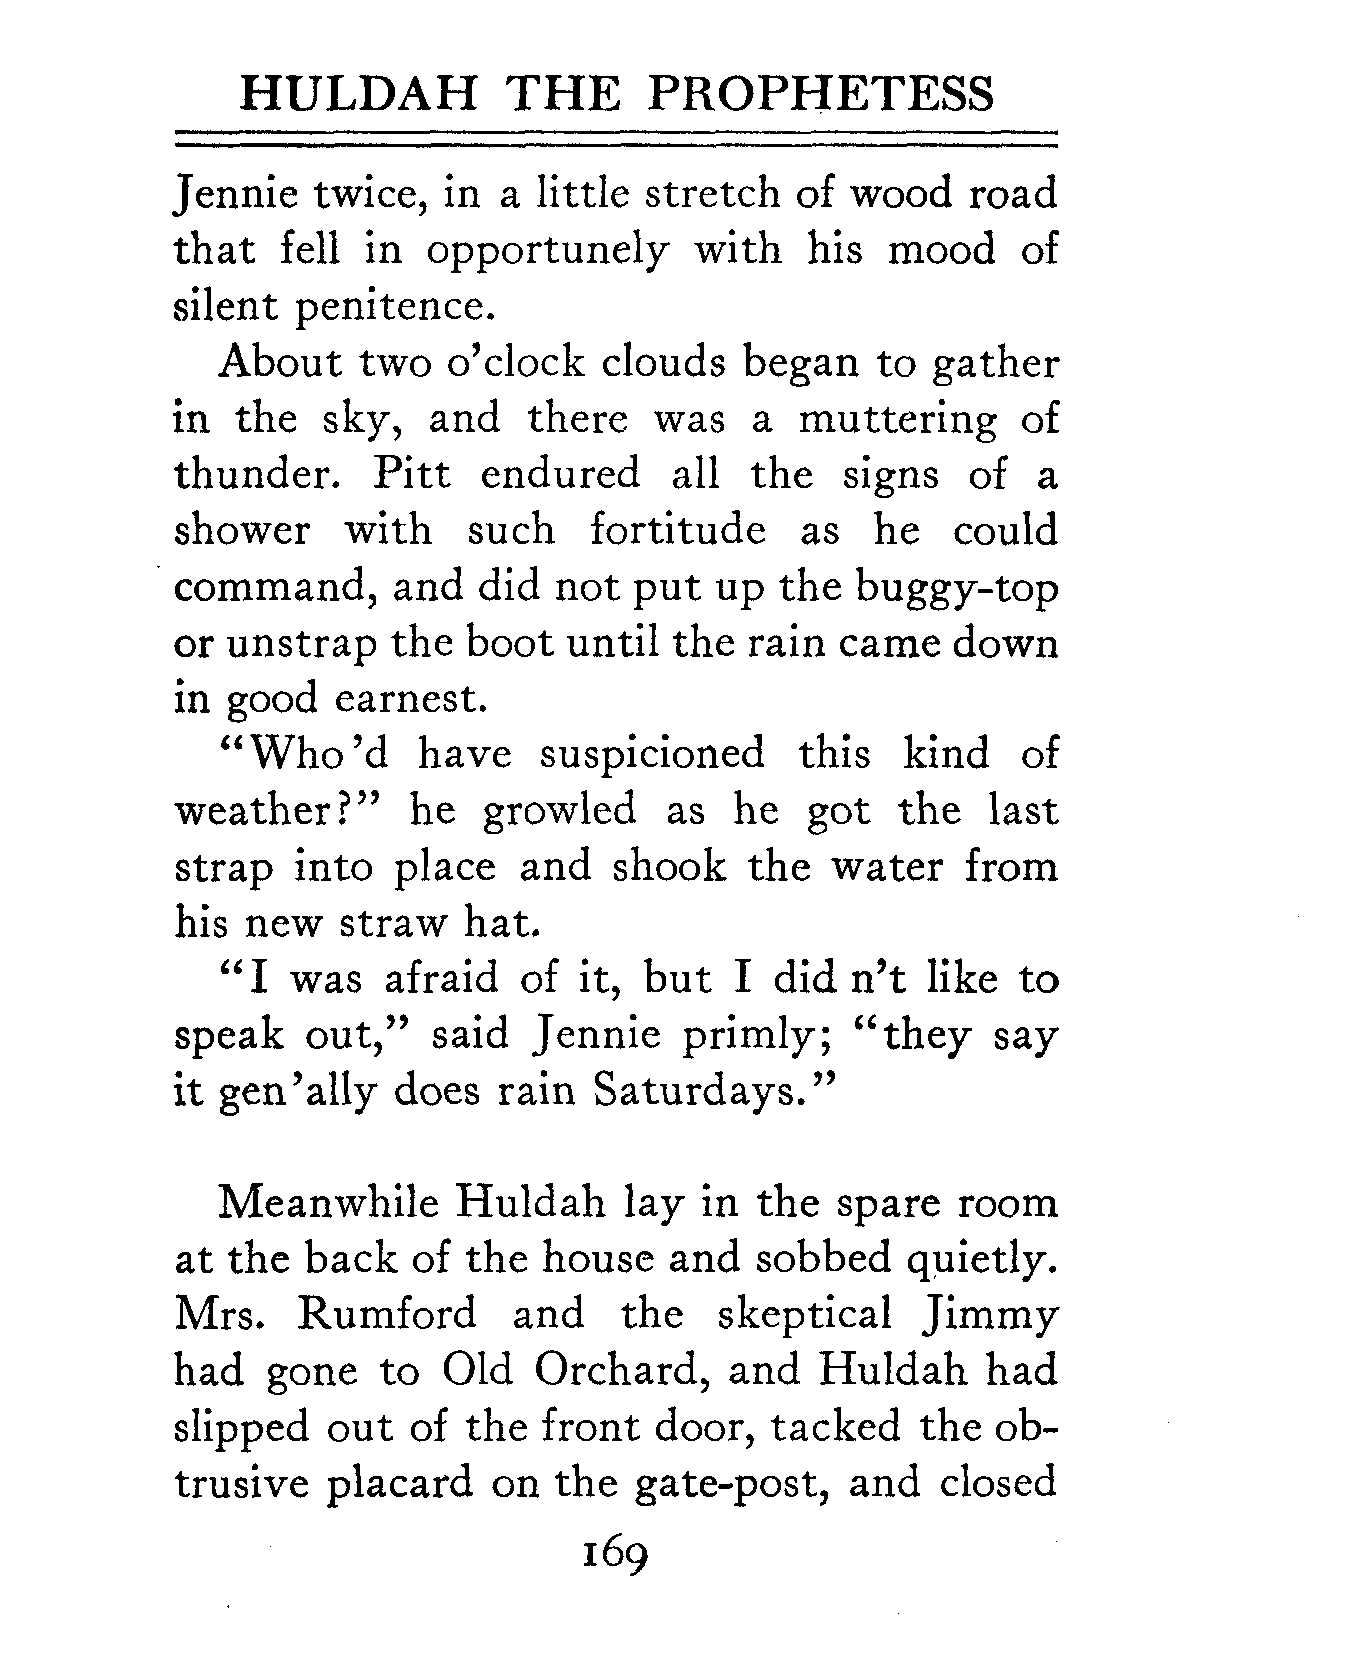 HULDAH THE PROPHETESS
Jennie twice, in a little stretch of wood road
that fell in opportunely with his mood of
silent penitence.
About two o'clock clouds began to gather
in the sky, and there was a muttering of
thunder. Pitt endured all the signs of a
shower with such fortitude as he could
command, and did not put up the buggy-top
or unstrap the boot until the rain came down
in good earnest.
“Who 'd have suspicioned this kind of
weather?” he growled as he got the last
strap into place and shook the water from
his new straw hat.
“I was afraid of it, but I did n't like to
speak out,” said Jennie primly; “they say
it gen'ally does rain Saturdays.”
Meanwhile Huldah lay in the spare room
at the back of the house and sobbed quietly.
Mrs. Rumford and the skeptical Jimmy
had gone to Old Orchard, and Huldah had
slipped out of the front door, tacked the ob-
trusive placard on the gate-post, and closed
169